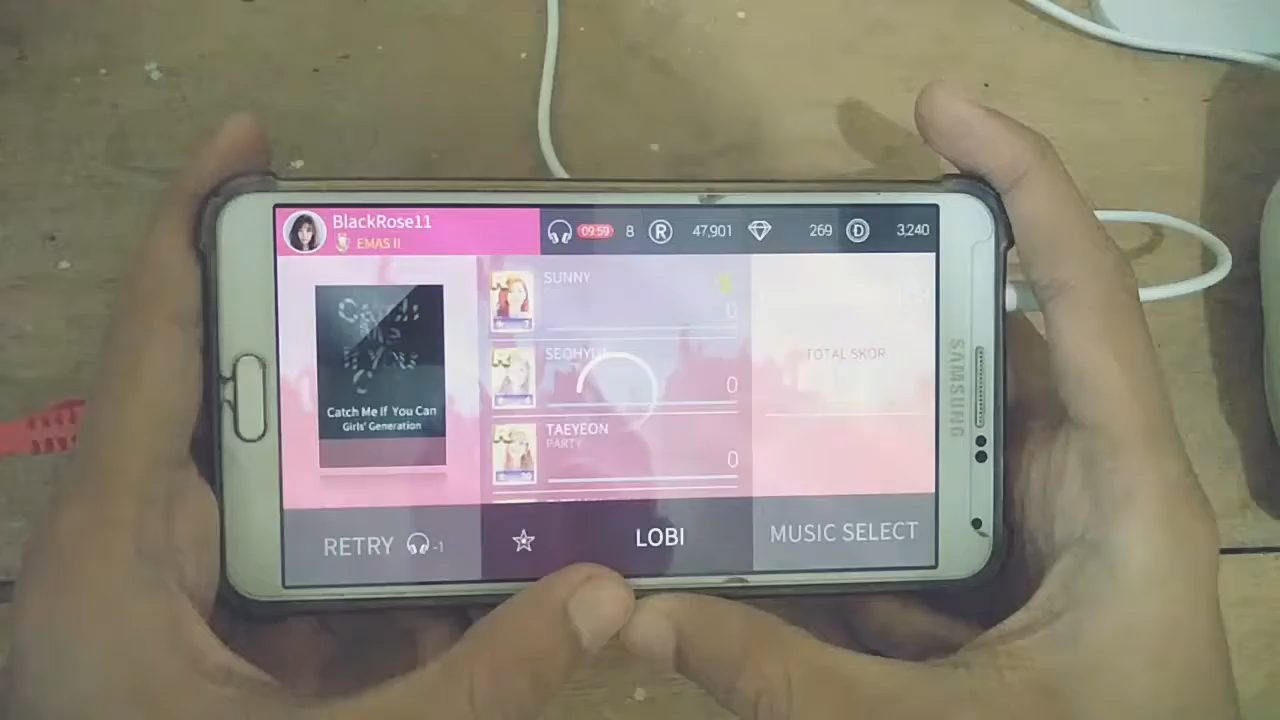 BlackRose11
EMAS II
09:59
8
R
47,901
269
D
3,240
Catch Me If You Can
Girls' Generation
SUNNY
0
SEOHYUN
0
TAEYEON
PARTY
0
TOTAL SKOR
RETRY
-1
LOBI
MUSIC SELECT
SAMSUNG